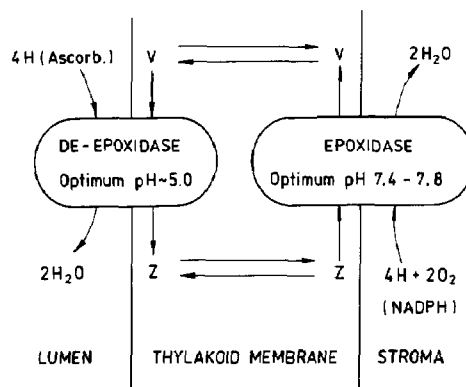 4H (Ascorb.) V V 2H₂O
DE-EPOXIDASE
Optimum pH~5.0
EPOXIDASE
Optimum pH 7.4 - 7.8
2H₂O Z Z 4H + 2O₂
(NADPH)
LUMEN THYLAKOID MEMBRANE STROMA